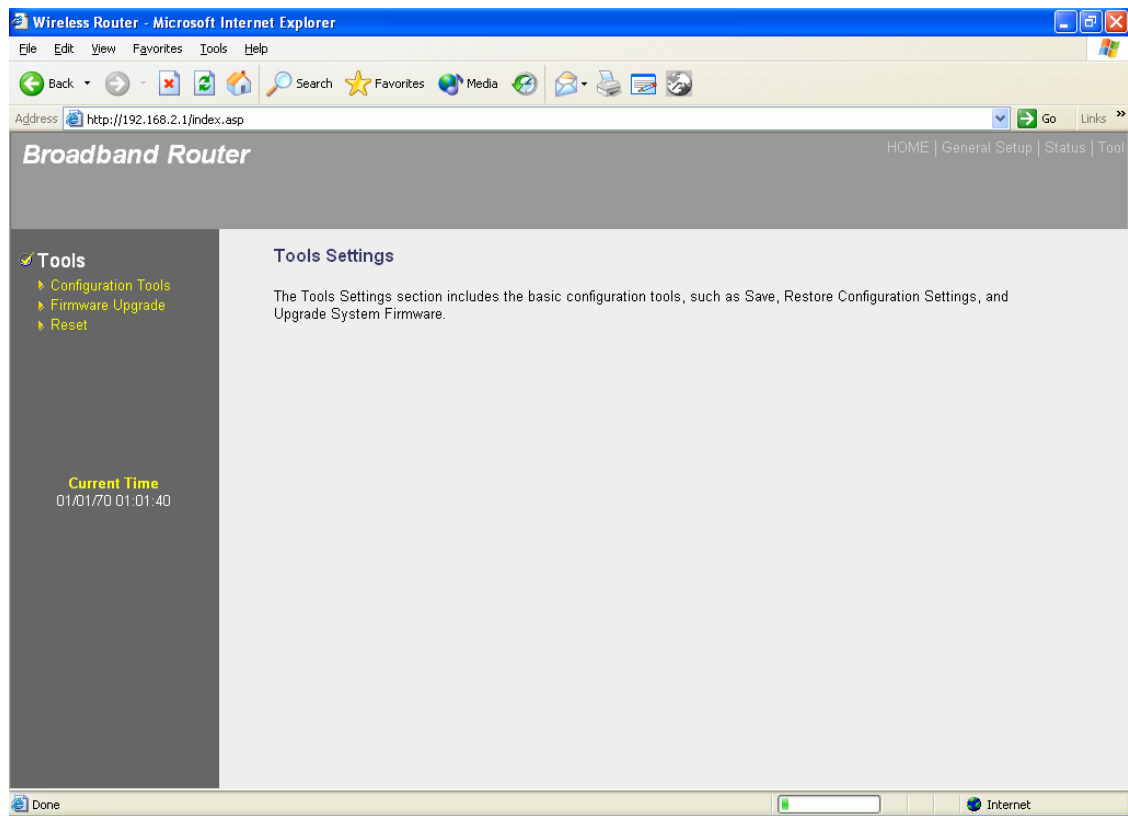 Wireless Router - Microsoft Internet Explorer
File Edit View Favorites Tools Help
Back Search Favorites Media
Address http://192.168.2.1/index.asp Go Links »
Broadband Router
HOME | General Setup | Status | Tool
Tools
Configuration Tools
Firmware Upgrade
Reset
Current Time
01/01/70 01:01:40
Tools Settings
The Tools Settings section includes the basic configuration tools, such as Save, Restore Configuration Settings, and
Upgrade System Firmware.
Done Internet